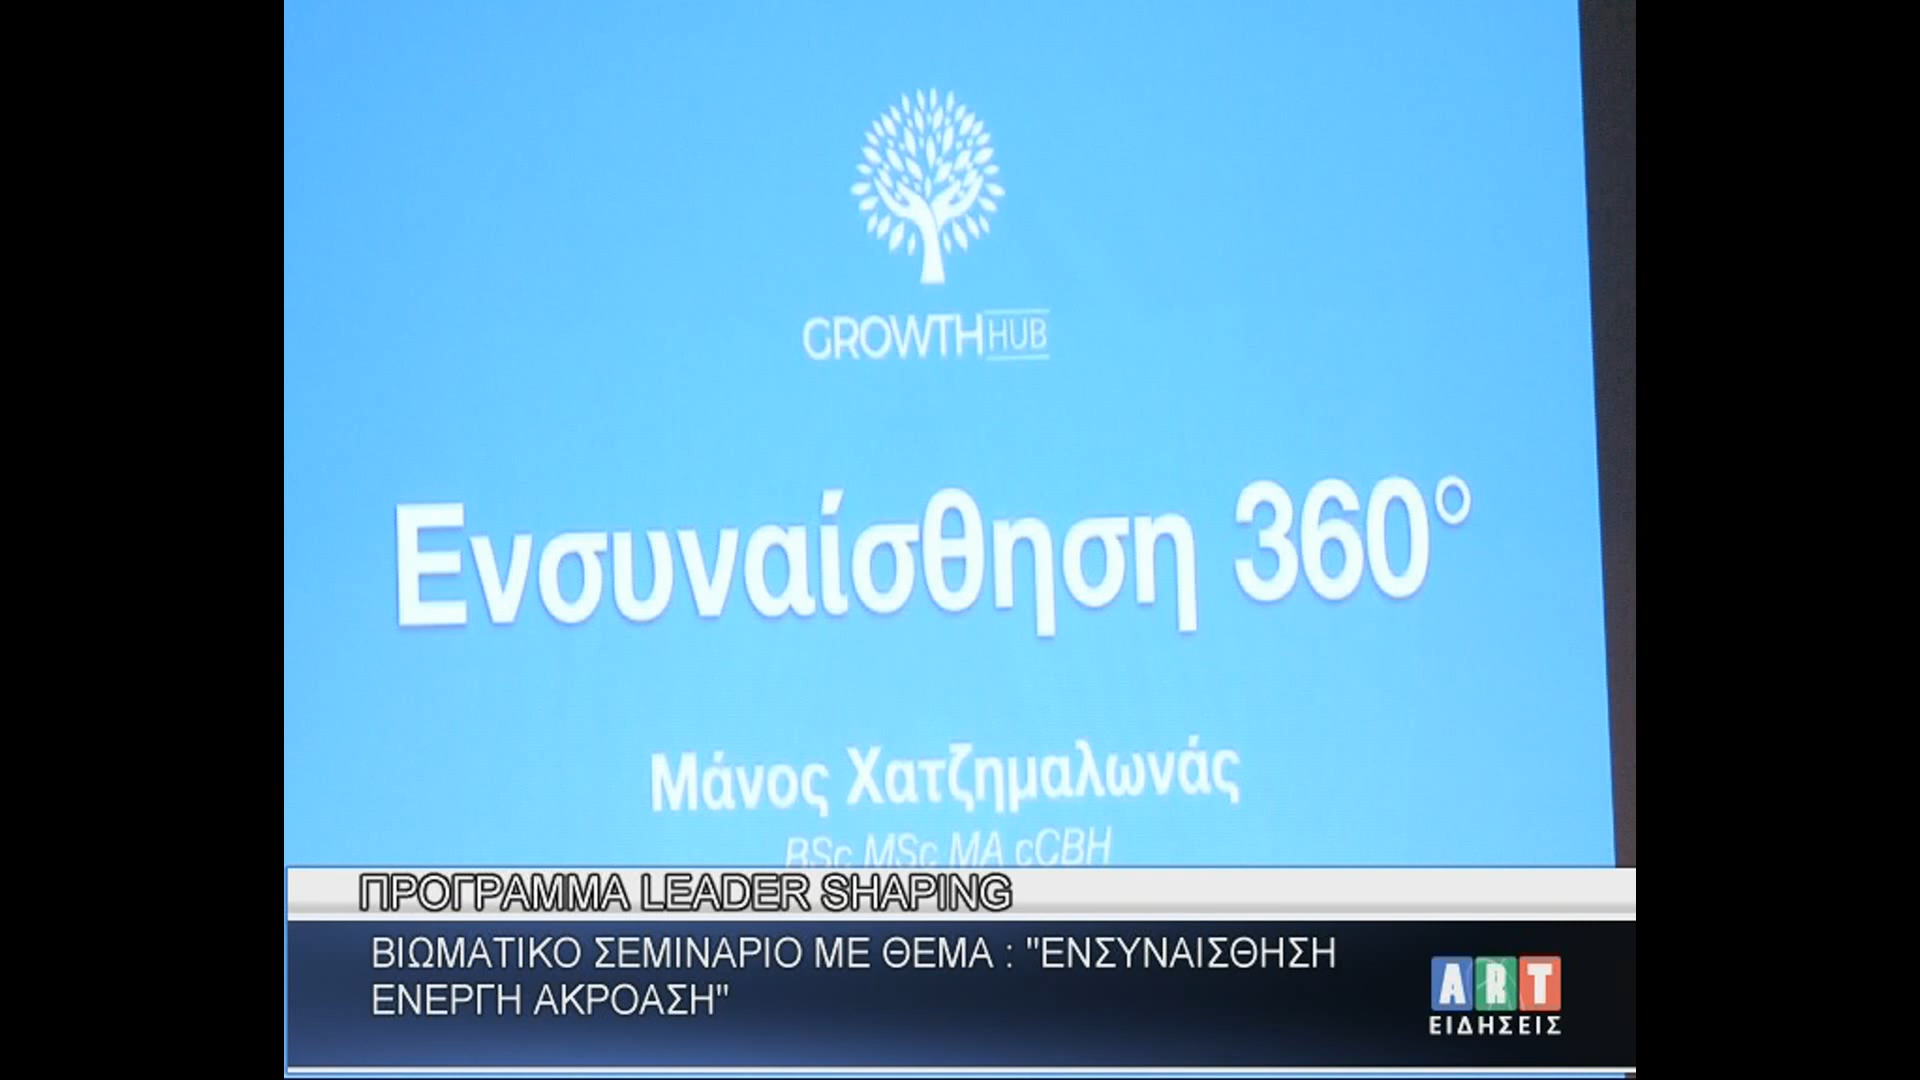 GROWTH HUB
Ενσυναίσθηση 360°
Μάνος Χατζημαλωνάς
BSc MSc MA cCBH
ΠΡΟΓΡΑΜΜΑ LEADER SHAPING
ΒΙΩΜΑΤΙΚΟ ΣΕΜΙΝΑΡΙΟ ΜΕ ΘΕΜΑ : "ΕΝΣΥΝΑΙΣΘΗΣΗ
ΕΝΕΡΓΗ ΑΚΡΟΑΣΗ"
ART
ΕΙΔΗΣΕΙΣ